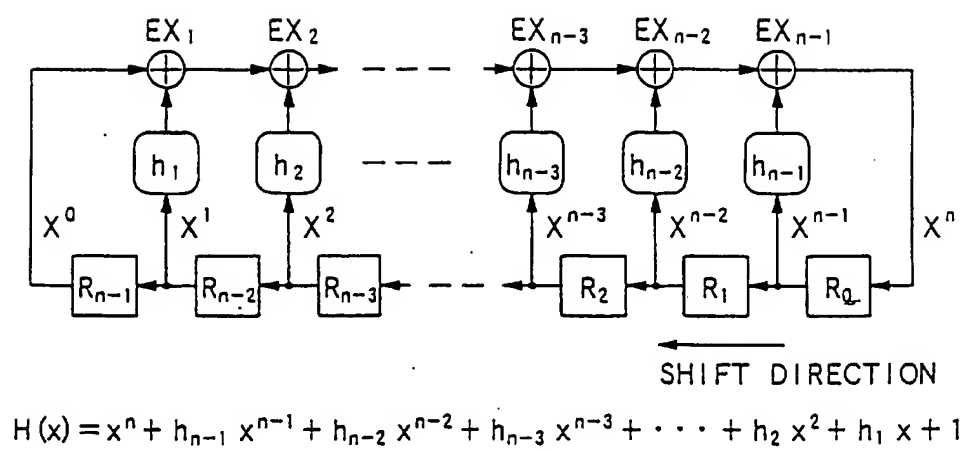 EX₁ EX₂ EXₙ₋₃ EXₙ₋₂ EXₙ₋₁
h₁ h₂ hₙ₋₃ hₙ₋₂ hₙ₋₁
X⁰ X¹ X² Xⁿ⁻³ Xⁿ⁻² Xⁿ⁻¹ Xⁿ
Rₙ₋₁ Rₙ₋₂ Rₙ₋₃ R₂ R₁ R₀
SHIFT DIRECTION
H(x) = xⁿ + hₙ₋₁ xⁿ⁻¹ + hₙ₋₂ xⁿ⁻² + hₙ₋₃ xⁿ⁻³ + · · · + h₂ x² + h₁ x + 1